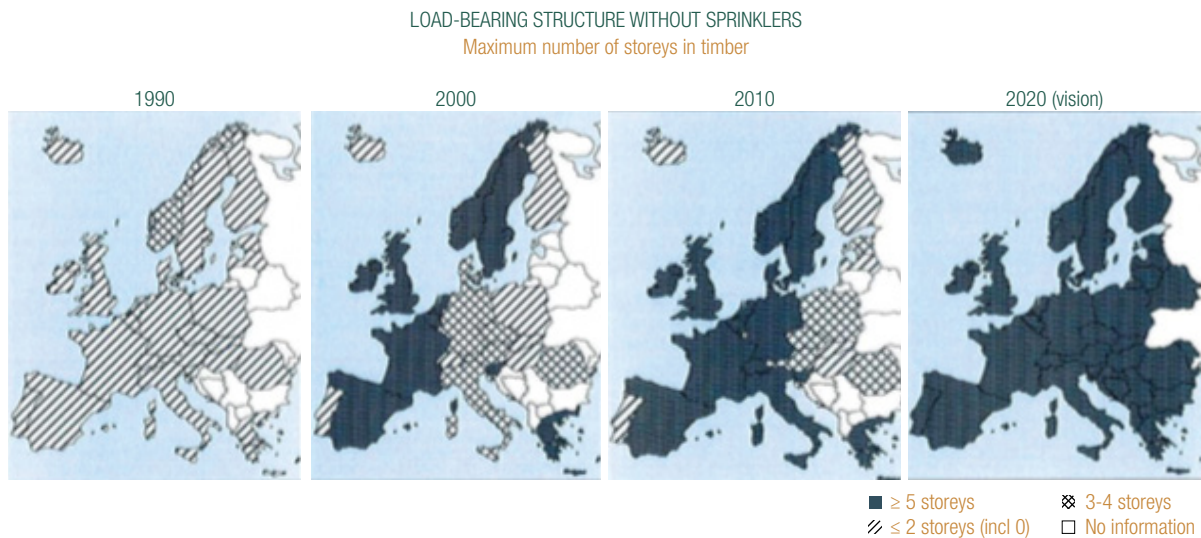 LOAD-BEARING STRUCTURE WITHOUT SPRINKLERS
Maximum number of storeys in timber
1990
2000
2010
2020 (vision)
≥ 5 storeys
3-4 storeys
≤ 2 storeys (incl 0)
No information